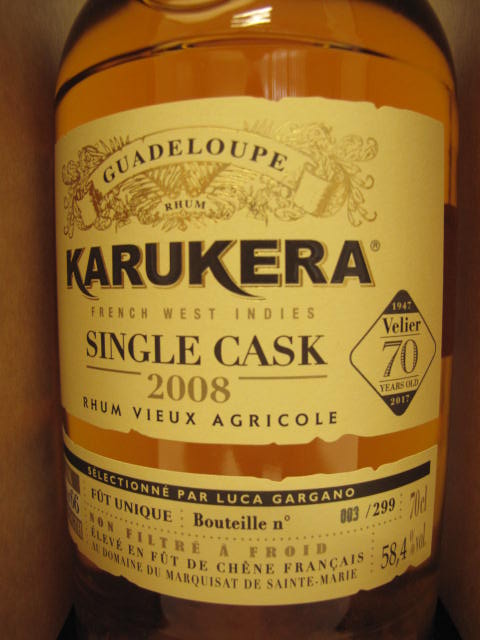 GUADELOUPE
RHUM
KARUKERA®
FRENCH WEST INDIES
SINGLE CASK
2008
RHUM VIEUX AGRICOLE
1947
Velier
70
YEARS OLD
2017
SÉLECTIONNÉ PAR LUCA GARGANO
FÛT UNIQUE
Bouteille n° 003 / 299
70cl
NON FILTRÉ À FROID
ÉLEVÉ EN FÛT DE CHÊNE FRANÇAIS
58,4 %vol.
AU DOMAINE DU MARQUISAT DE SAINTE-MARIE